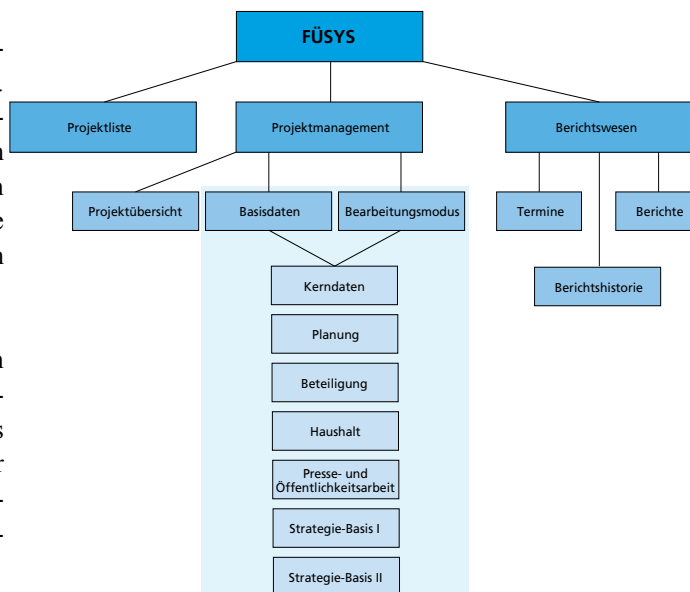 FÜSYS
Projektliste
Projektmanagement
Berichtswesen
Projektübersicht
Basisdaten
Bearbeitungsmodus
Termine
Berichte
Berichtshistorie
Kerndaten
Planung
Beteiligung
Haushalt
Presse- und
Öffentlichkeitsarbeit
Strategie-Basis I
Strategie-Basis II